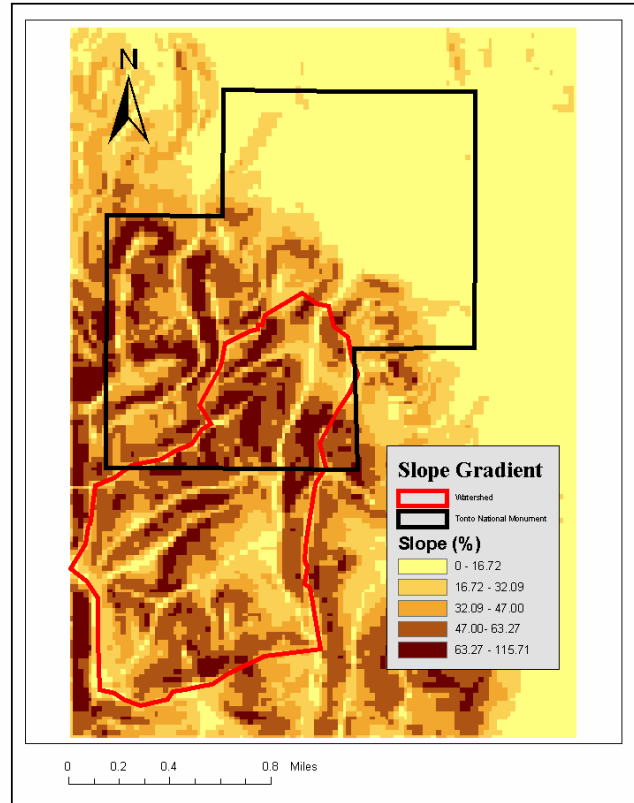 N
Slope Gradient
Watershed
Tonto National Monument
Slope (%)
0 - 16.72
16.72 - 32.09
32.09 - 47.00
47.00- 63.27
63.27 - 115.71
0 0.2 0.4 0.8 Miles